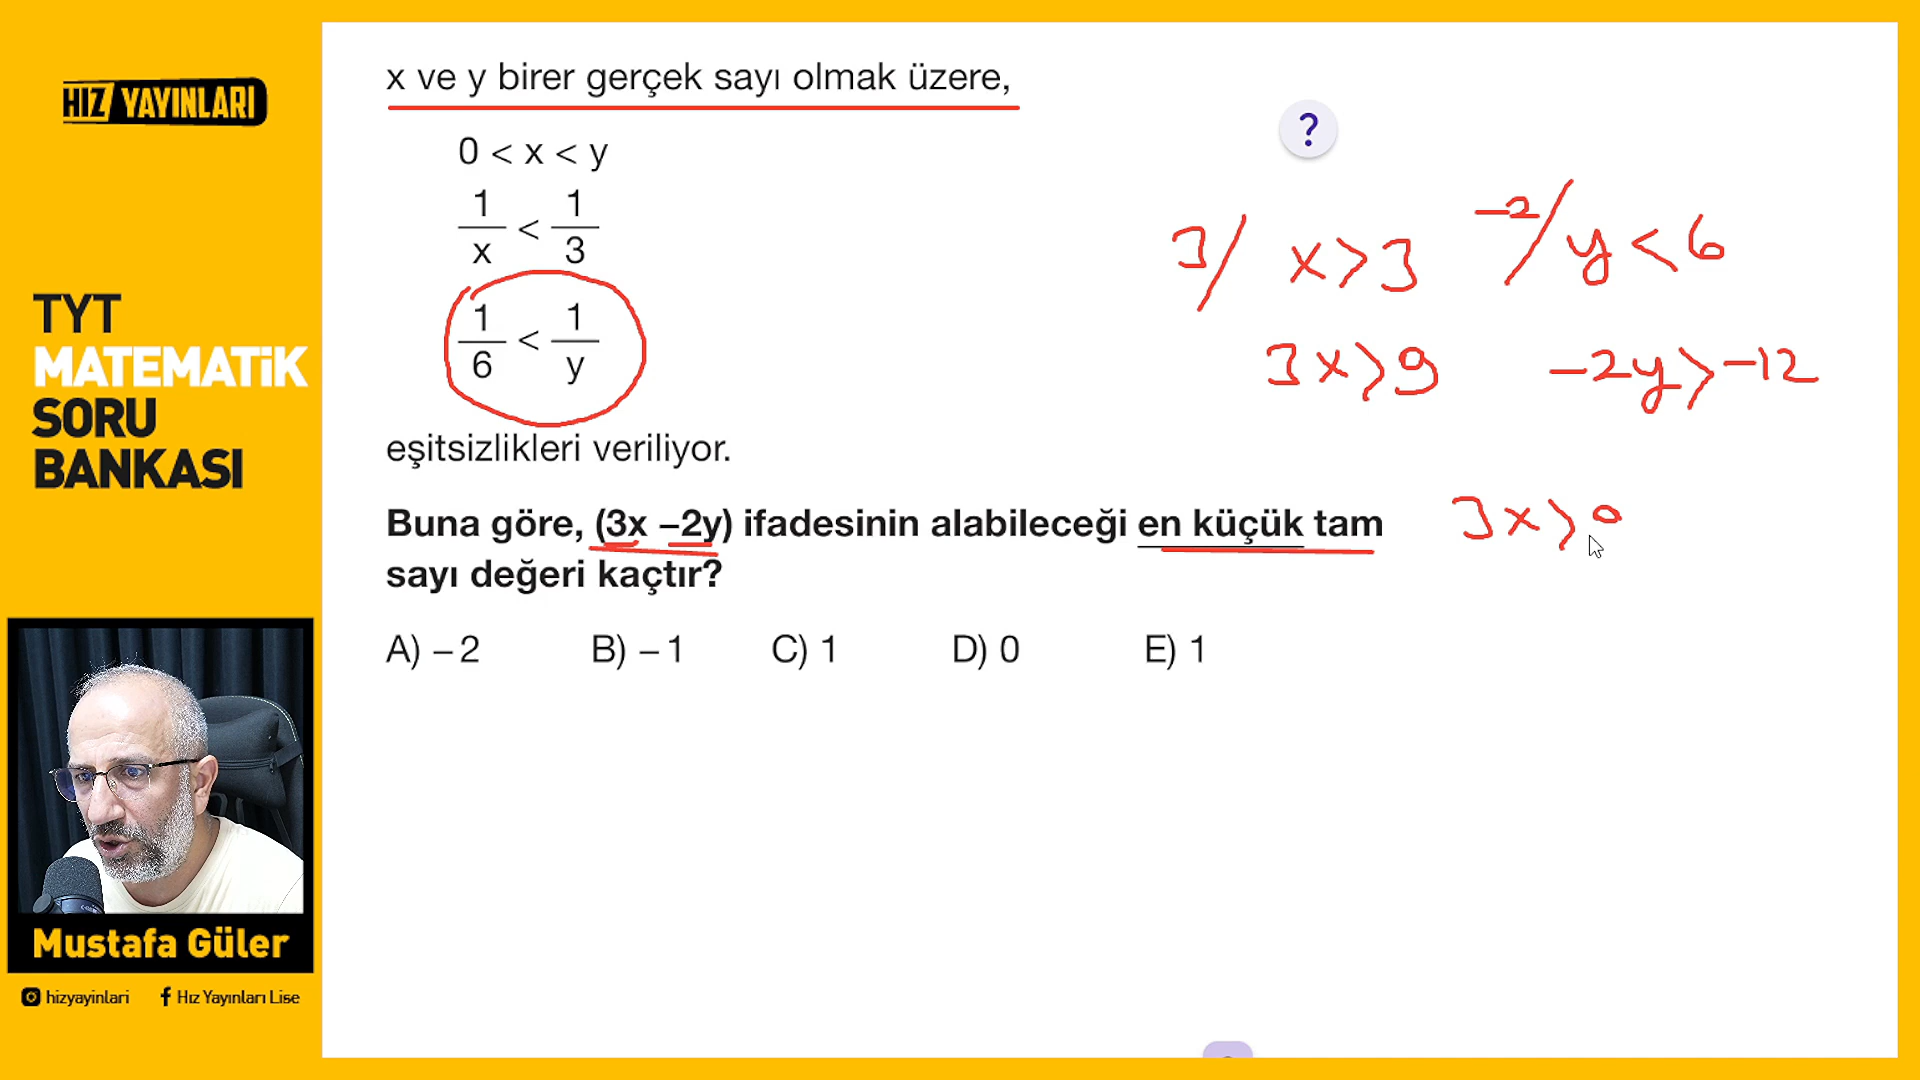 HIZ YAYINLARI
TYT
MATEMATİK
SORU
BANKASI
Mustafa Güler
hizyayinlari
Hız Yayınları Lise
x ve y birer gerçek sayı olmak üzere,
0 < x < y
1/x < 1/3
1/6 < 1/y
eşitsizlikleri veriliyor.
Buna göre, (3x −2y) ifadesinin alabileceği en küçük tam
sayı değeri kaçtır?
A) −2 B) −1 C) 1 D) 0 E) 1
?
3/ x>3 −2/ y<6
3x>9 −2y>−12
3x>